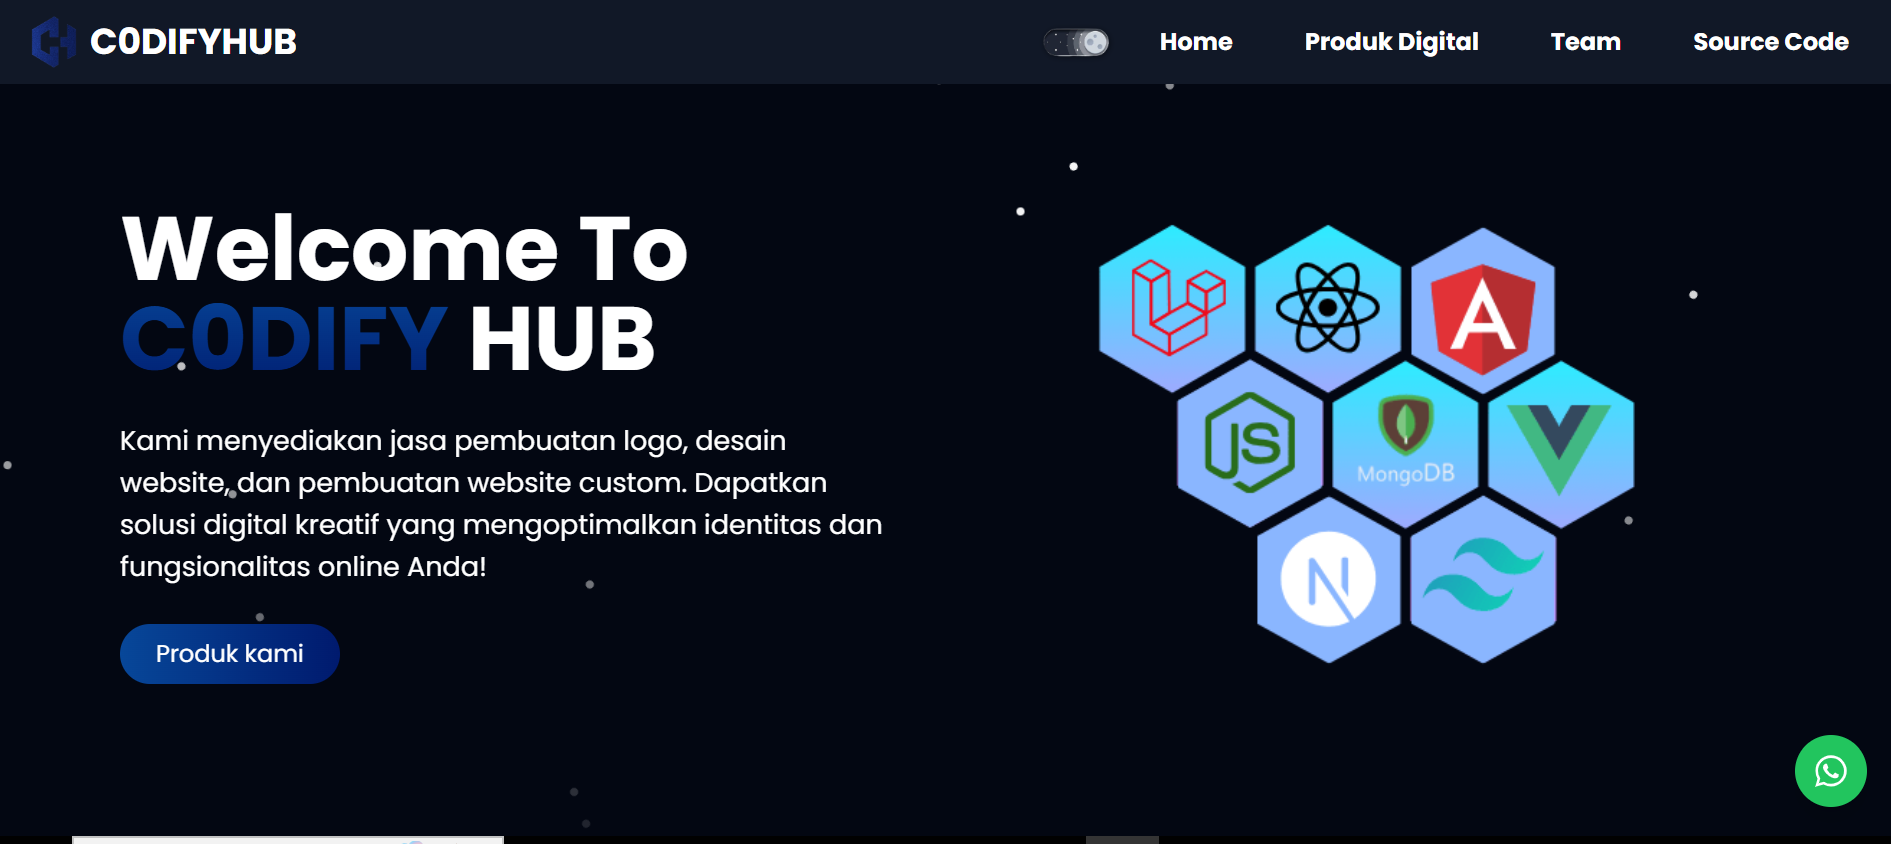 C0DIFYHUB
Home
Produk Digital
Team
Source Code
Welcome To
C0DIFY HUB
Kami menyediakan jasa pembuatan logo, desain
website, dan pembuatan website custom. Dapatkan
solusi digital kreatif yang mengoptimalkan identitas dan
fungsionalitas online Anda!
Produk kami
A
JS
MongoDB
N